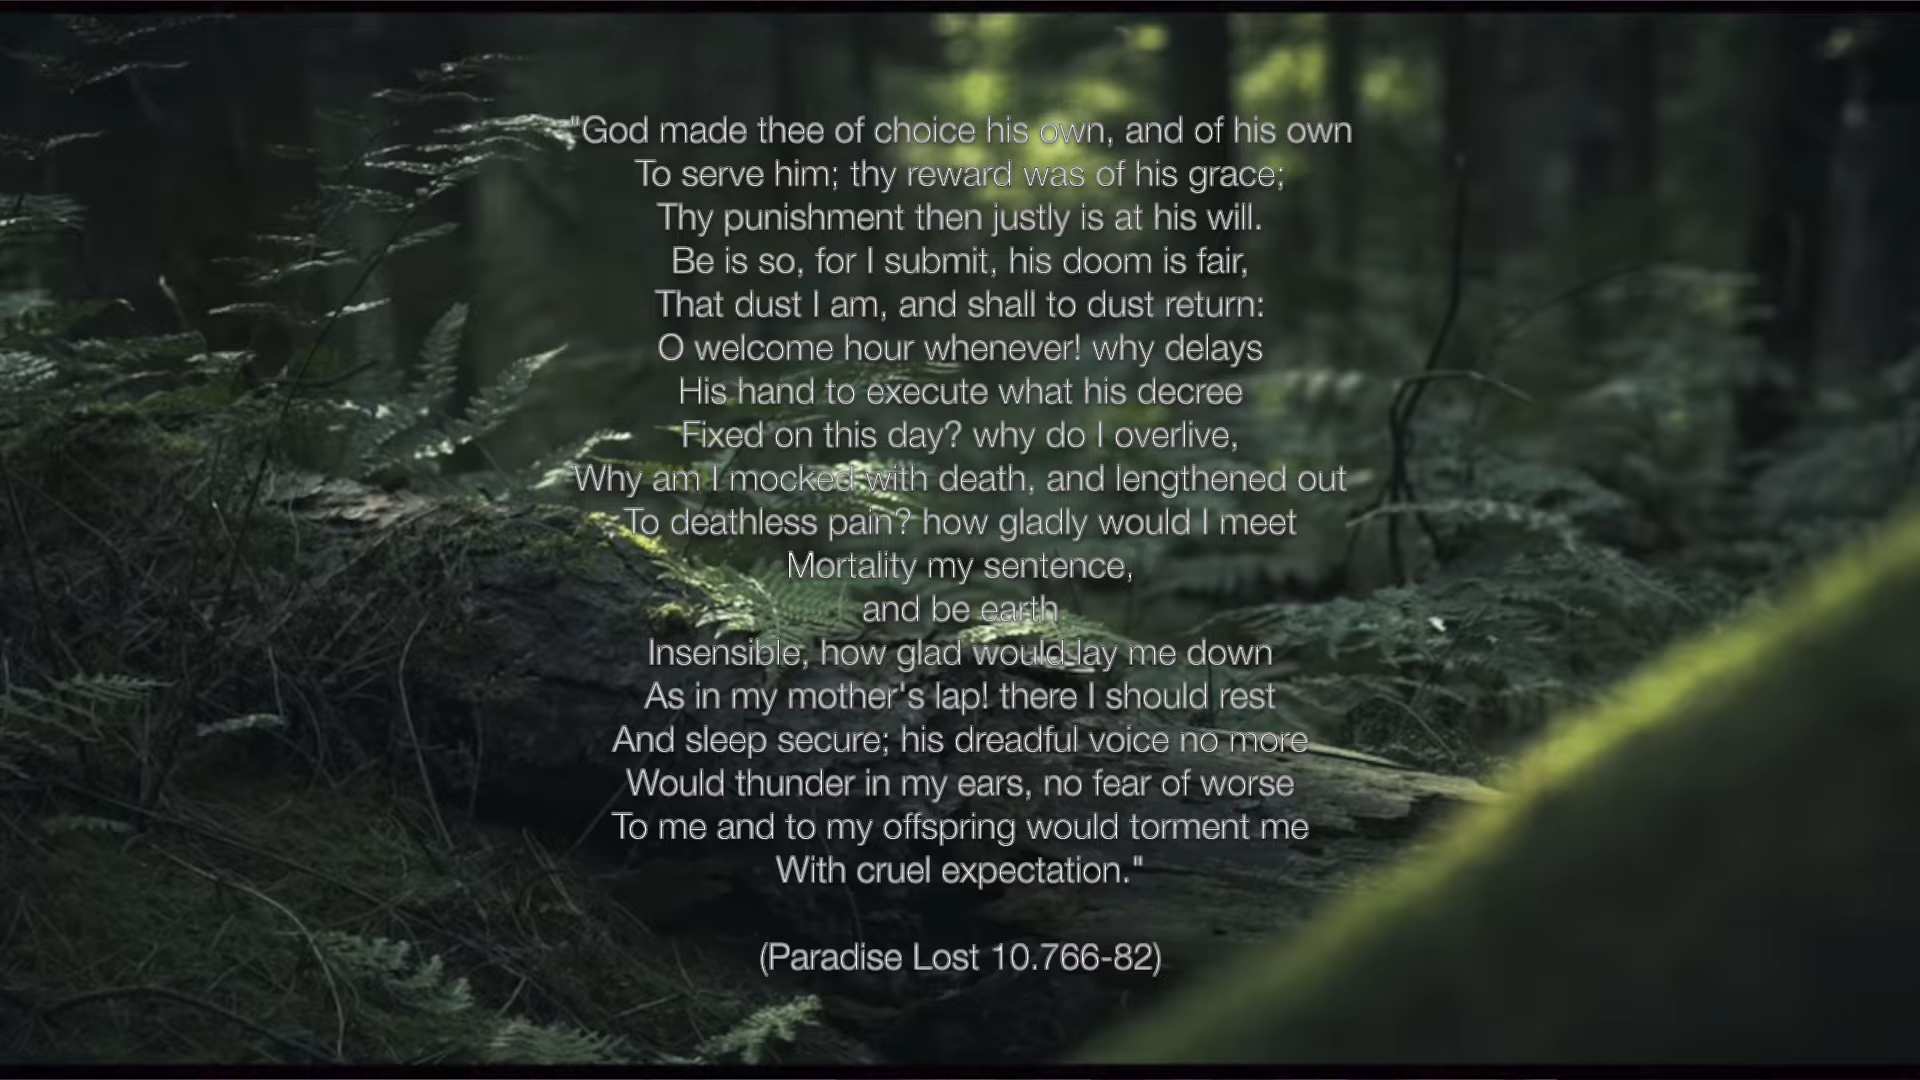 "God made thee of choice his own, and of his own
To serve him; thy reward was of his grace;
Thy punishment then justly is at his will.
Be is so, for I submit, his doom is fair,
That dust I am, and shall to dust return:
O welcome hour whenever! why delays
His hand to execute what his decree
Fixed on this day? why do I overlive,
Why am I mocked with death, and lengthened out
To deathless pain? how gladly would I meet
Mortality my sentence,
and be earth
Insensible, how glad would lay me down
As in my mother's lap! there I should rest
And sleep secure; his dreadful voice no more
Would thunder in my ears, no fear of worse
To me and to my offspring would torment me
With cruel expectation."
(Paradise Lost 10.766-82)